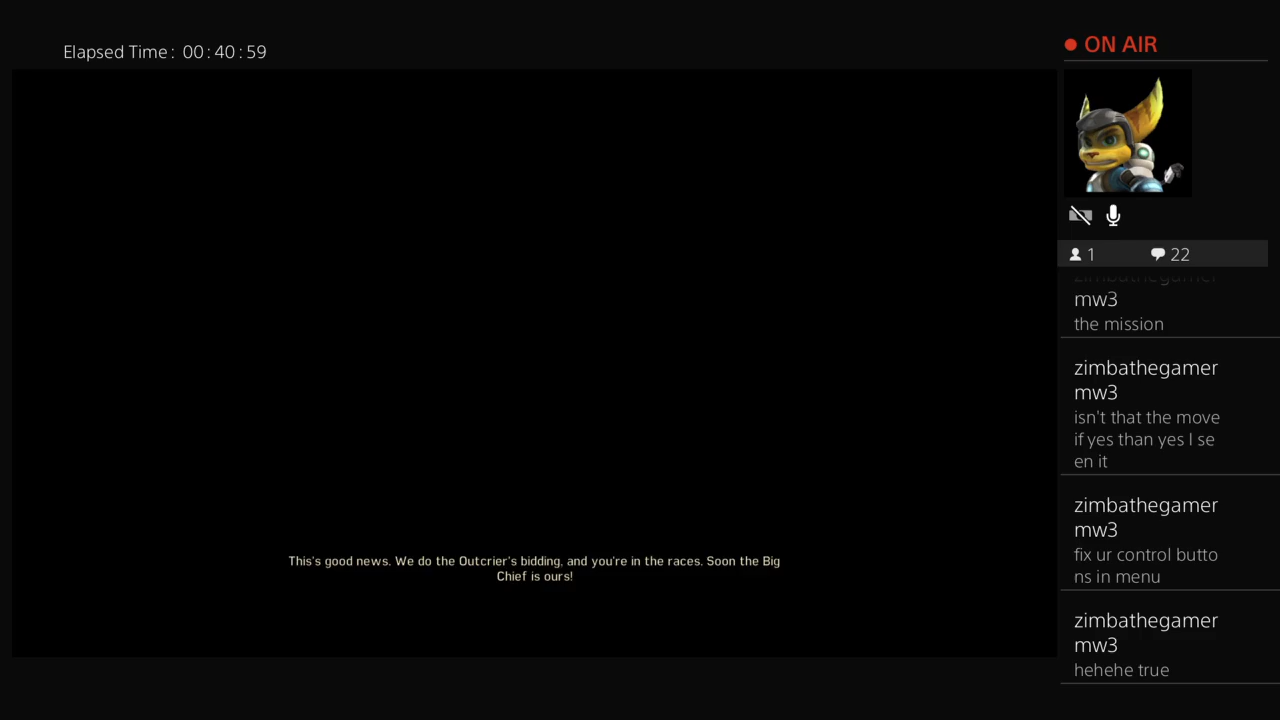 Elapsed Time: 00:40:59
ON AIR
1 22
zimbathegamer
mw3
the mission
zimbathegamer
mw3
isn't that the move
if yes than yes I se
en it
zimbathegamer
mw3
fix ur control butto
ns in menu
zimbathegamer
mw3
hehehe true
This's good news. We do the Outcrier's bidding, and you're in the races. Soon the Big
Chief is ours!